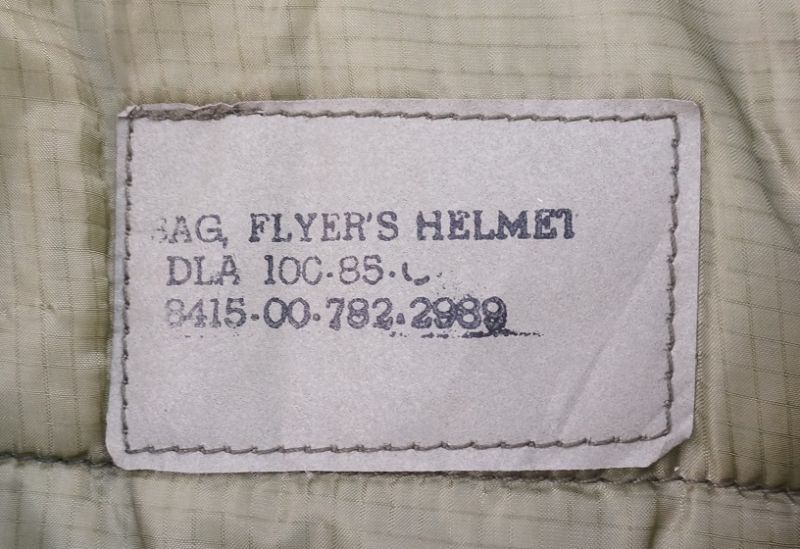 BAG, FLYER'S HELMET
DLA 100-85-C
8415-00-782-2989